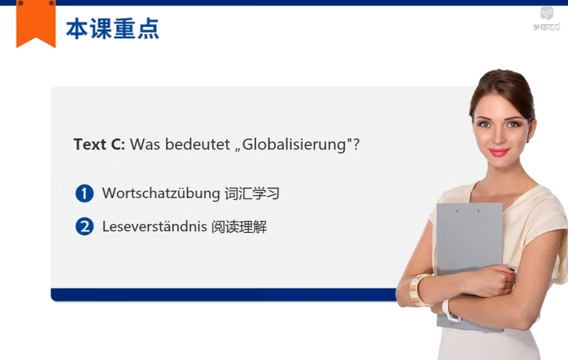 本课重点
Text C: Was bedeutet „Globalisierung"?
1 Wortschatzübung 词汇学习
2 Leseverständnis 阅读理解